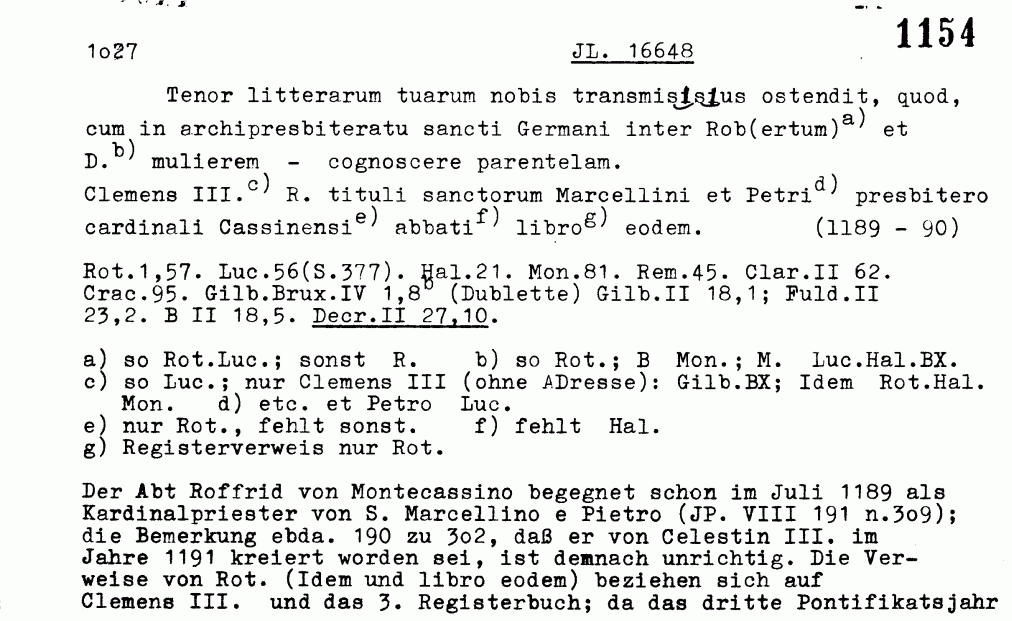 1154
1o27 JL. 16648
Tenor litterarum tuarum nobis transmissius ostendit, quod,
cum in archipresbiteratu sancti Germani inter Rob(ertum)a) et
D.b) mulierem - cognoscere parentelam.
Clemens III.c) R. tituli sanctorum Marcellini et Petrid) presbitero
cardinali Cassinensie) abbatif) librog) eodem. (1189 - 90)
Rot.1,57. Luc.56(S.377). Hal.21. Mon.81. Rem.45. Clar.II 62.
Crac.95. Gilb.Brux.IV 1,8b (Dublette) Gilb.II 18,1; Fuld.II
23,2. B II 18,5. Decr.II 27,10.
a) so Rot.Luc.; sonst R. b) so Rot.; B Mon.; M. Luc.Hal.BX.
c) so Luc.; nur Clemens III (ohne ADresse): Gilb.BX; Idem Rot.Hal.
Mon. d) etc. et Petro Luc.
e) nur Rot., fehlt sonst. f) fehlt Hal.
g) Registerverweis nur Rot.
Der Abt Roffrid von Montecassino begegnet schon im Juli 1189 als
Kardinalpriester von S. Marcellino e Pietro (JP. VIII 191 n.3o9);
die Bemerkung ebda. 190 zu 3o2, daß er von Celestin III. im
Jahre 1191 kreiert worden sei, ist demnach unrichtig. Die Ver-
weise von Rot. (Idem und libro eodem) beziehen sich auf
Clemens III. und das 3. Registerbuch; da das dritte Pontifikatsjahr